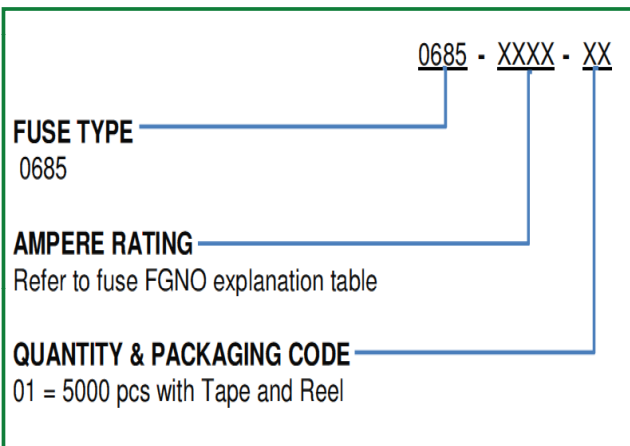 0685 - XXXX - XX
FUSE TYPE
0685
AMPERE RATING
Refer to fuse FGNO explanation table
QUANTITY & PACKAGING CODE
01 = 5000 pcs with Tape and Reel